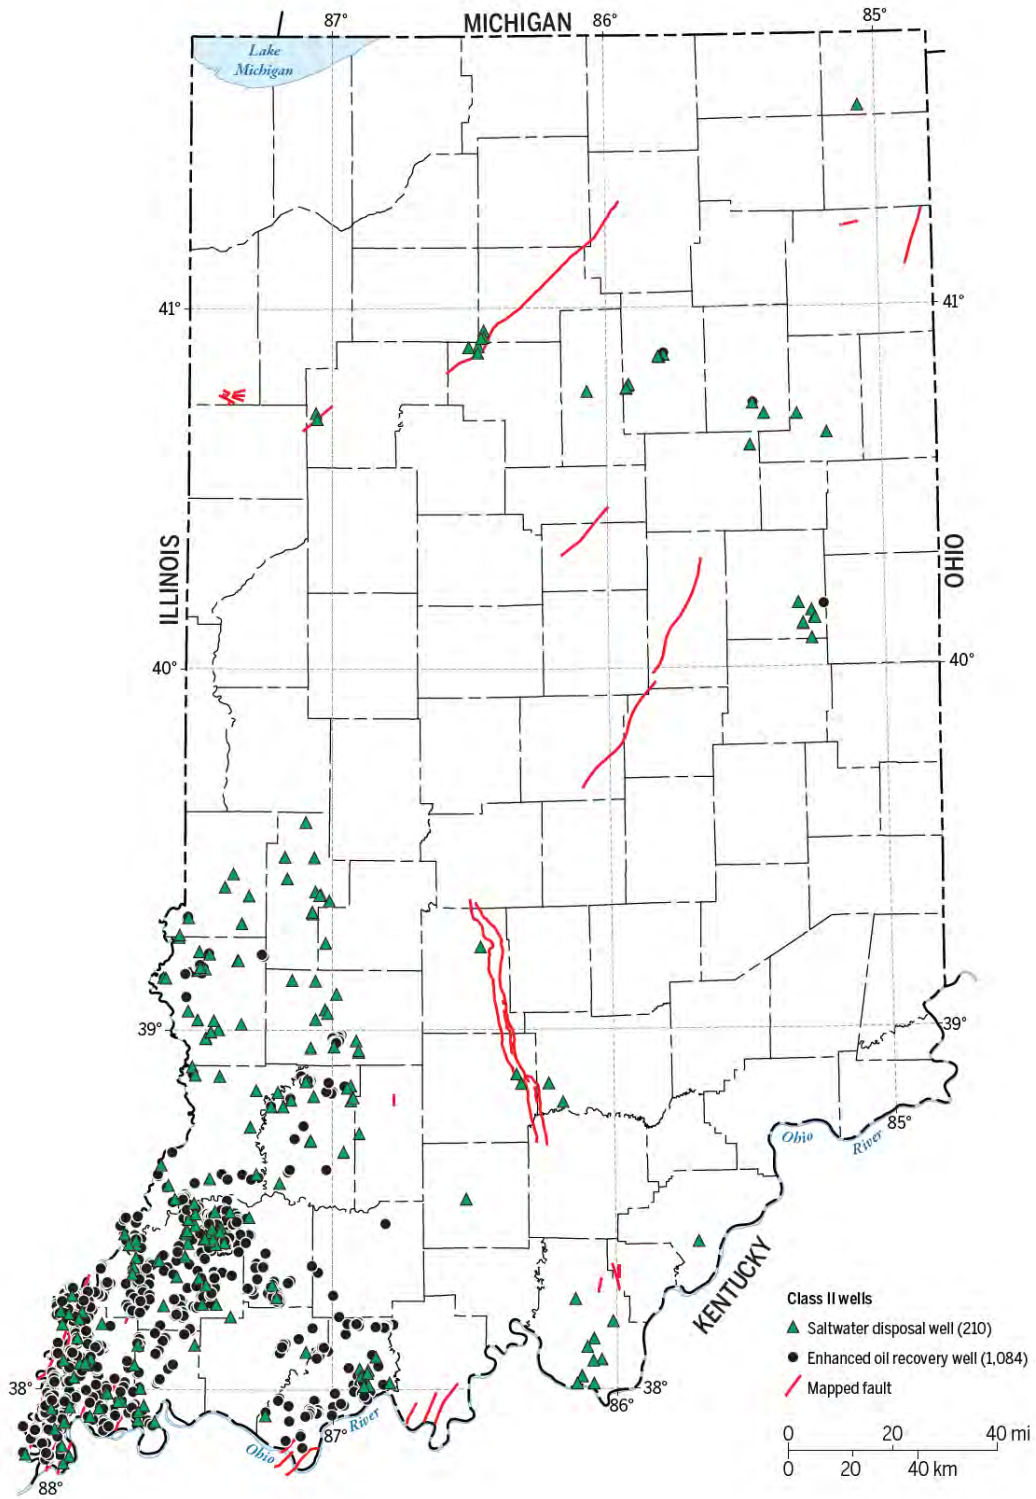 87°
MICHIGAN
86°
85°
Lake
Michigan
41°
41°
ILLINOIS
OHIO
40°
40°
39°
39°
85°
Ohio
River
KENTUCKY
Class II wells
Saltwater disposal well (210)
Enhanced oil recovery well (1,084)
Mapped fault
38°
38°
86°
87°
River
Ohio
88°
0 20 40 mi
0 20 40 km